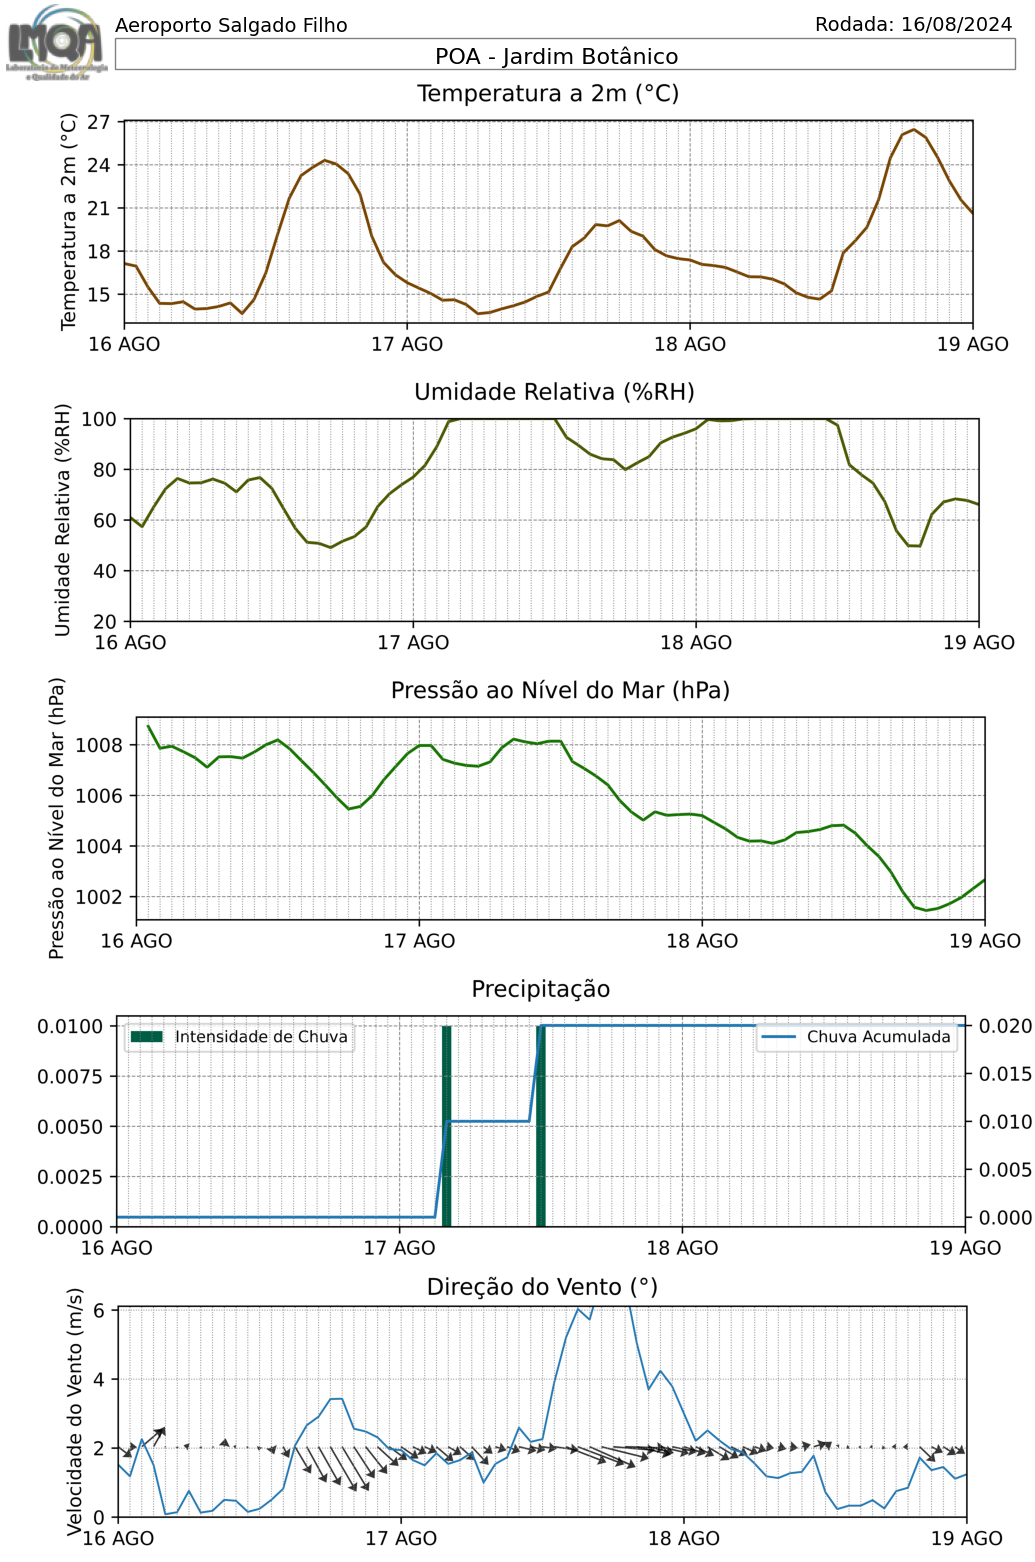 LMQA
Laboratório de Meteorologia
e Qualidade do Ar
Aeroporto Salgado Filho
Rodada: 16/08/2024
POA - Jardim Botânico
Temperatura a 2m (°C)
Temperatura a 2m (°C)
27
24
21
18
15
16 AGO 17 AGO 18 AGO 19 AGO
Umidade Relativa (%RH)
Umidade Relativa (%RH)
100
80
60
40
20
16 AGO 17 AGO 18 AGO 19 AGO
Pressão ao Nível do Mar (hPa)
Pressão ao Nível do Mar (hPa)
1008
1006
1004
1002
16 AGO 17 AGO 18 AGO 19 AGO
Precipitação
Intensidade de Chuva
Chuva Acumulada
0.0100
0.0075
0.0050
0.0025
0.0000
0.020
0.015
0.010
0.005
0.000
16 AGO 17 AGO 18 AGO 19 AGO
Direção do Vento (°)
Velocidade do Vento (m/s)
6
4
2
0
16 AGO 17 AGO 18 AGO 19 AGO